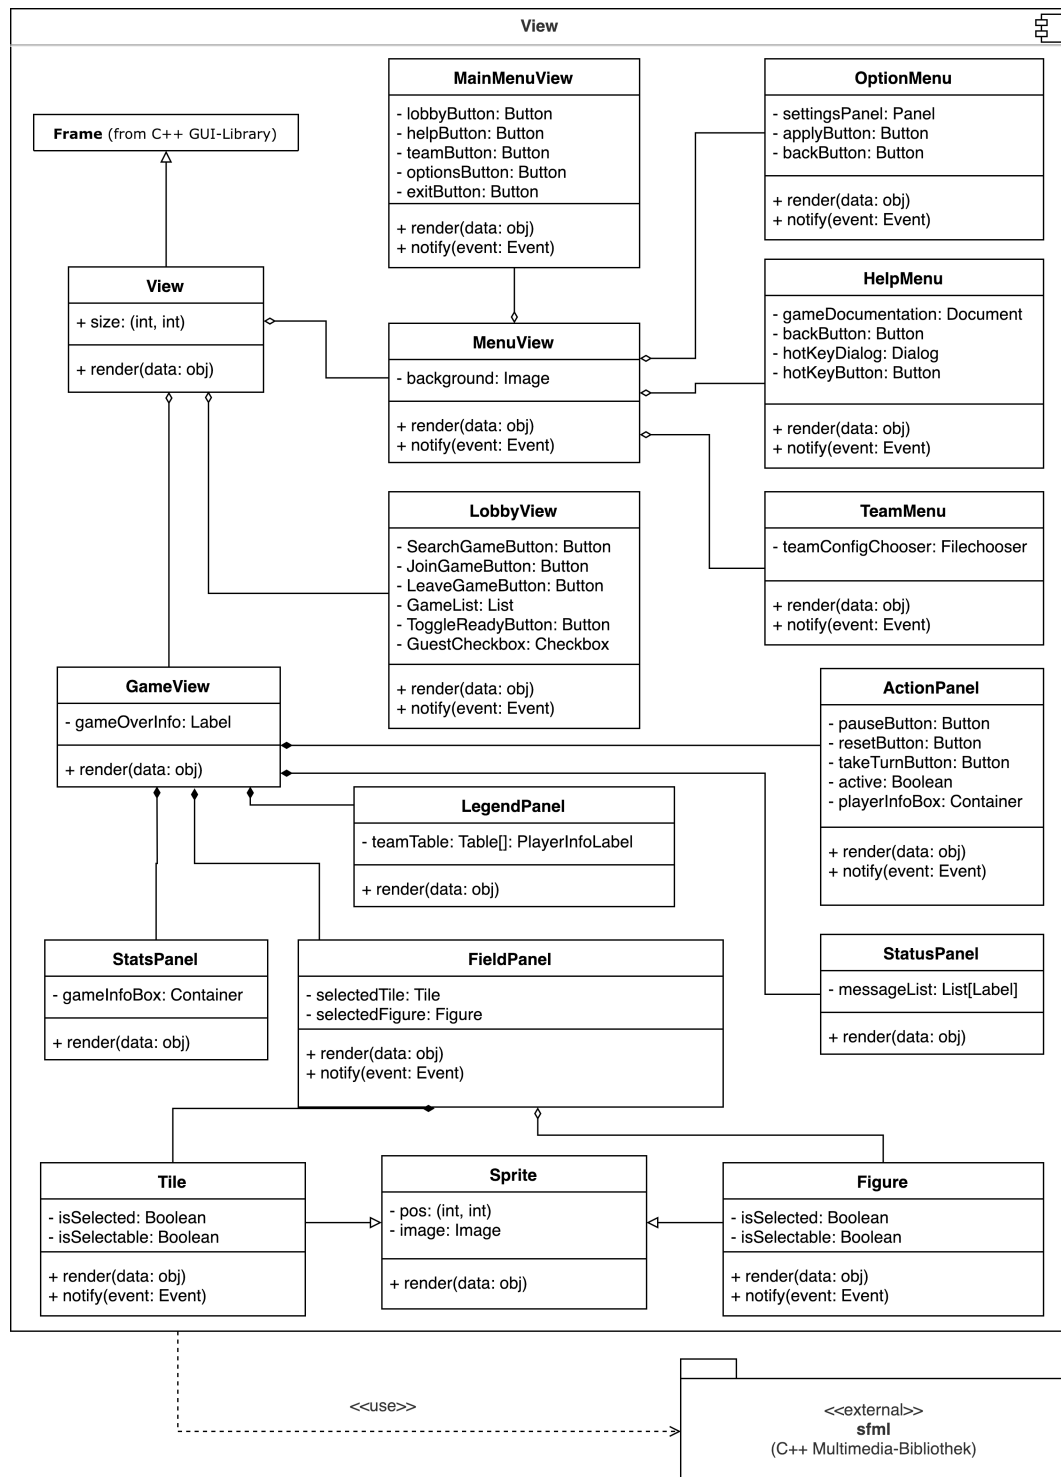 View
MainMenuView
- lobbyButton: Button
- helpButton: Button
- teamButton: Button
- optionsButton: Button
- exitButton: Button
+ render(data: obj)
+ notify(event: Event)
OptionMenu
- settingsPanel: Panel
- applyButton: Button
- backButton: Button
+ render(data: obj)
+ notify(event: Event)
Frame (from C++ GUI-Library)
View
+ size: (int, int)
+ render(data: obj)
MenuView
- background: Image
+ render(data: obj)
+ notify(event: Event)
HelpMenu
- gameDocumentation: Document
- backButton: Button
- hotKeyDialog: Dialog
- hotKeyButton: Button
+ render(data: obj)
+ notify(event: Event)
LobbyView
- SearchGameButton: Button
- JoinGameButton: Button
- LeaveGameButton: Button
- GameList: List
- ToggleReadyButton: Button
- GuestCheckbox: Checkbox
+ render(data: obj)
+ notify(event: Event)
TeamMenu
- teamConfigChooser: Filechooser
+ render(data: obj)
+ notify(event: Event)
GameView
- gameOverInfo: Label
+ render(data: obj)
ActionPanel
- pauseButton: Button
- resetButton: Button
- takeTurnButton: Button
- active: Boolean
- playerInfoBox: Container
+ render(data: obj)
+ notify(event: Event)
LegendPanel
- teamTable: Table[]: PlayerInfoLabel
+ render(data: obj)
StatsPanel
- gameInfoBox: Container
+ render(data: obj)
FieldPanel
- selectedTile: Tile
- selectedFigure: Figure
+ render(data: obj)
+ notify(event: Event)
StatusPanel
- messageList: List[Label]
+ render(data: obj)
Tile
- isSelected: Boolean
- isSelectable: Boolean
+ render(data: obj)
+ notify(event: Event)
Sprite
- pos: (int, int)
- image: Image
+ render(data: obj)
Figure
- isSelected: Boolean
- isSelectable: Boolean
+ render(data: obj)
+ notify(event: Event)
<<use>>
<<external>>
sfml
(C++ Multimedia-Bibliothek)